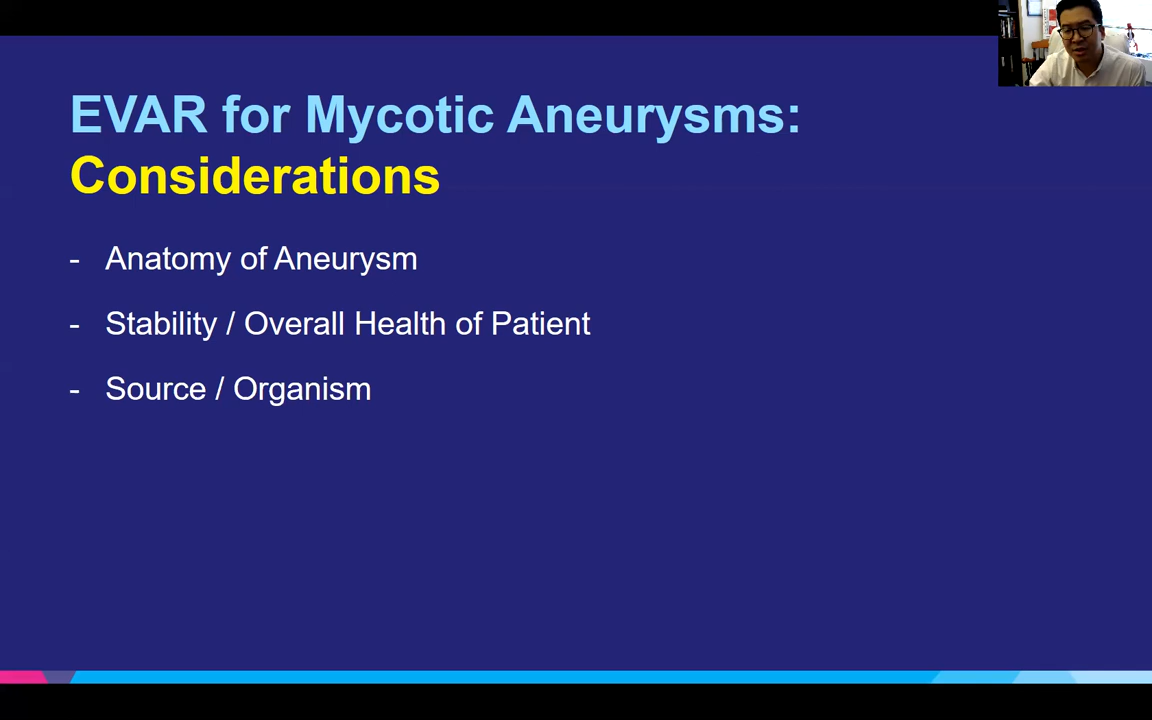 EVAR for Mycotic Aneurysms:
Considerations
- Anatomy of Aneurysm
- Stability / Overall Health of Patient
- Source / Organism